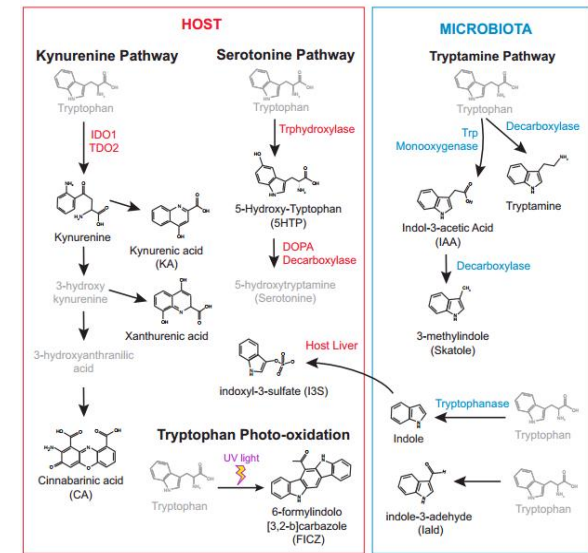 HOST
Kynurenine Pathway
Tryptophan
IDO1
TDO2
Kynurenine
Kynurenic acid
(KA)
3-hydroxy
kynurenine
Xanthurenic acid
3-hydroxyanthranilic
acid
Cinnabarinic acid
(CA)
Serotonine Pathway
Tryptophan
Trphydroxylase
5-Hydroxy-Typtophan
(5HTP)
DOPA
Decarboxylase
5-hydroxytryptamine
(Serotonine)
Host Liver
indoxyl-3-sulfate (I3S)
Tryptophan Photo-oxidation
UV light
Tryptophan
6-formylindolo
[3,2-b]carbazole
(FICZ)
MICROBIOTA
Tryptamine Pathway
Tryptophan
Trp
Monooxygenase
Decarboxylase
Indol-3-acetic Acid
(IAA)
Tryptamine
Decarboxylase
3-methylindole
(Skatole)
Tryptophanase
Indole
Tryptophan
indole-3-adehyde
(Iald)
Tryptophan